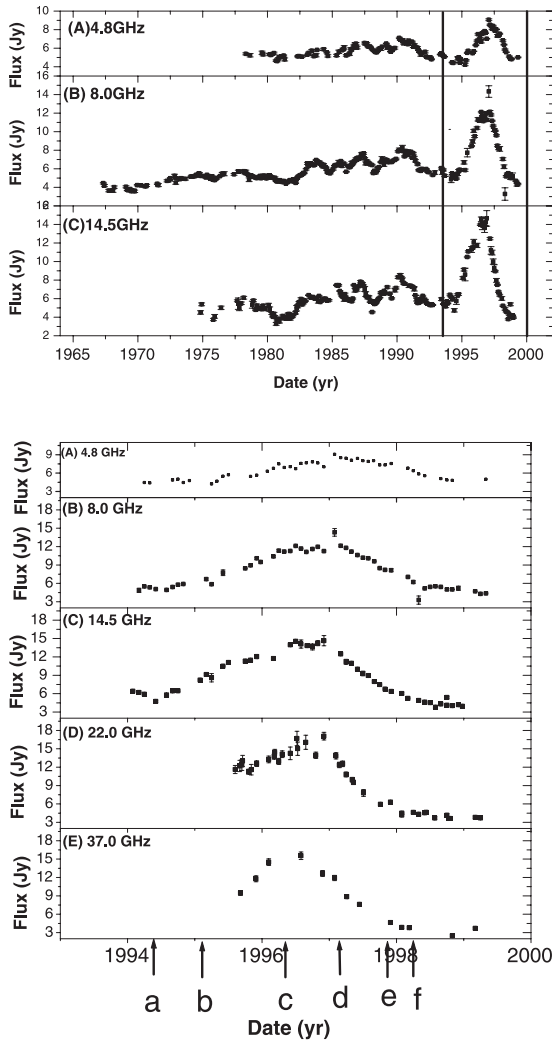 (A)4.8GHz
Flux (Jy)
10
8
6
4
(B) 8.0GHz
Flux (Jy)
16
14
12
10
8
6
4
2
(C)14.5GHz
Flux (Jy)
14
12
10
8
6
4
2
1965 1970 1975 1980 1985 1990 1995 2000
Date (yr)
(A) 4.8 GHz
Flux (Jy)
9
6
3
(B) 8.0 GHz
Flux (Jy)
15
12
9
6
3
(C) 14.5 GHz
Flux (Jy)
18
15
12
9
6
3
(D) 22.0 GHz
Flux (Jy)
18
15
12
9
6
3
(E) 37.0 GHz
Flux (Jy)
18
15
12
9
6
3
1994 1996 1998 2000
a b c d e f
Date (yr)